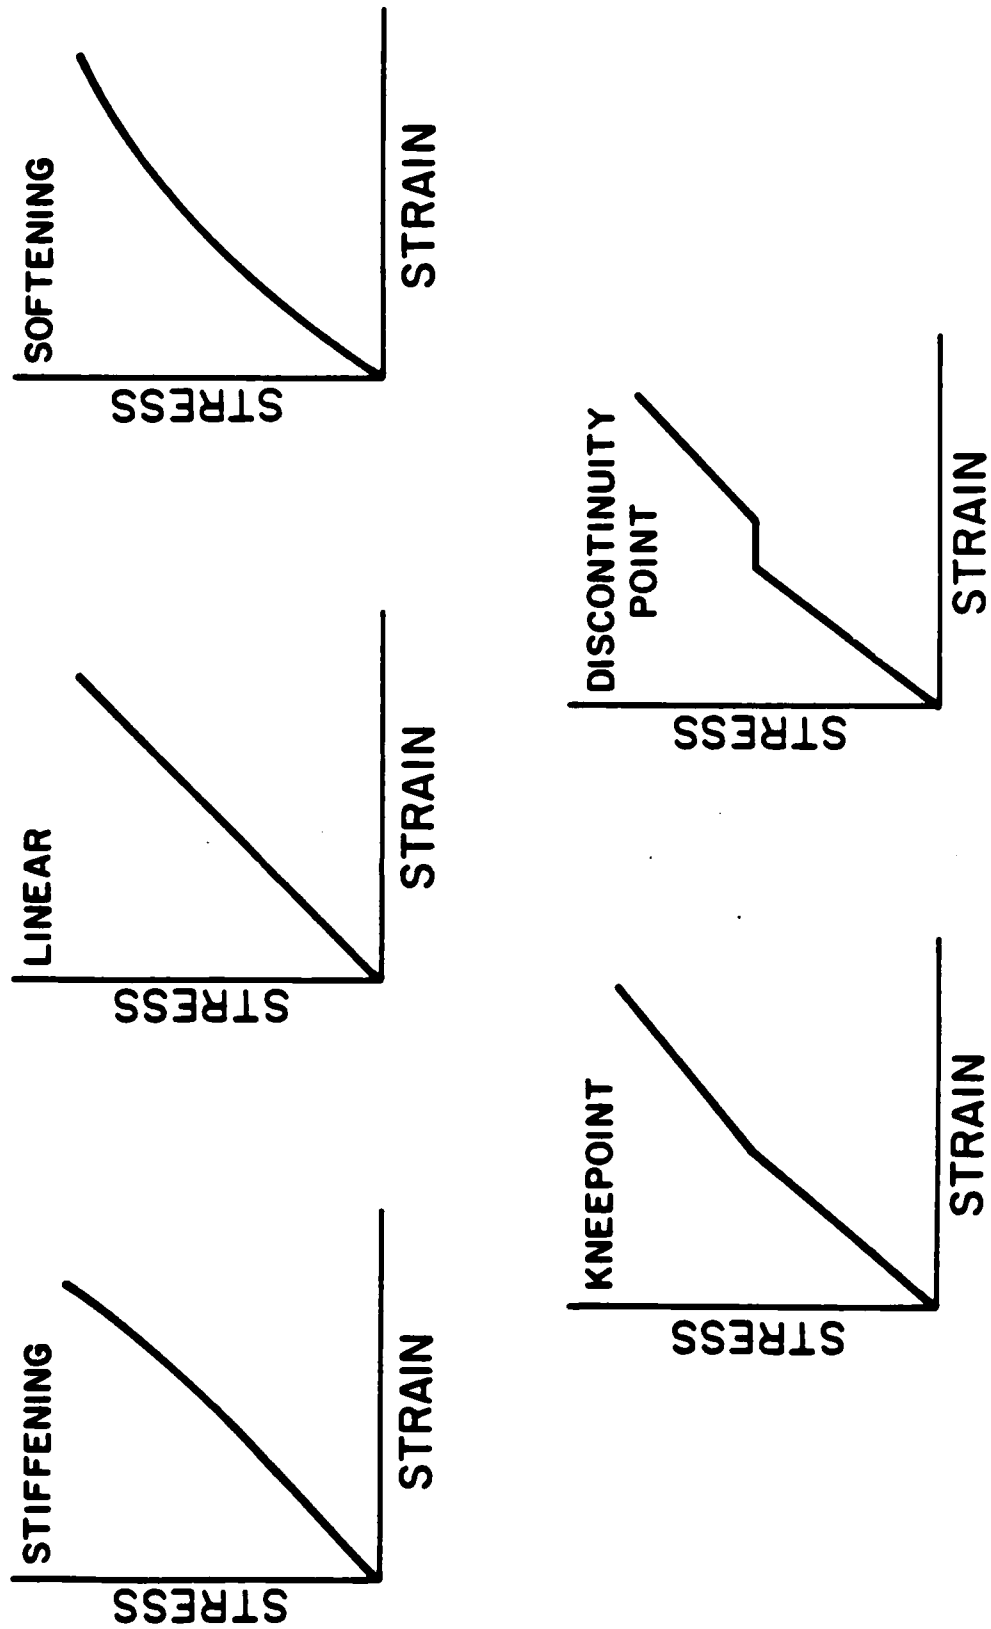 STIFFENING
STRESS
STRAIN
LINEAR
STRESS
STRAIN
SOFTENING
STRESS
STRAIN
KNEEPOINT
STRESS
STRAIN
DISCONTINUITY
POINT
STRESS
STRAIN